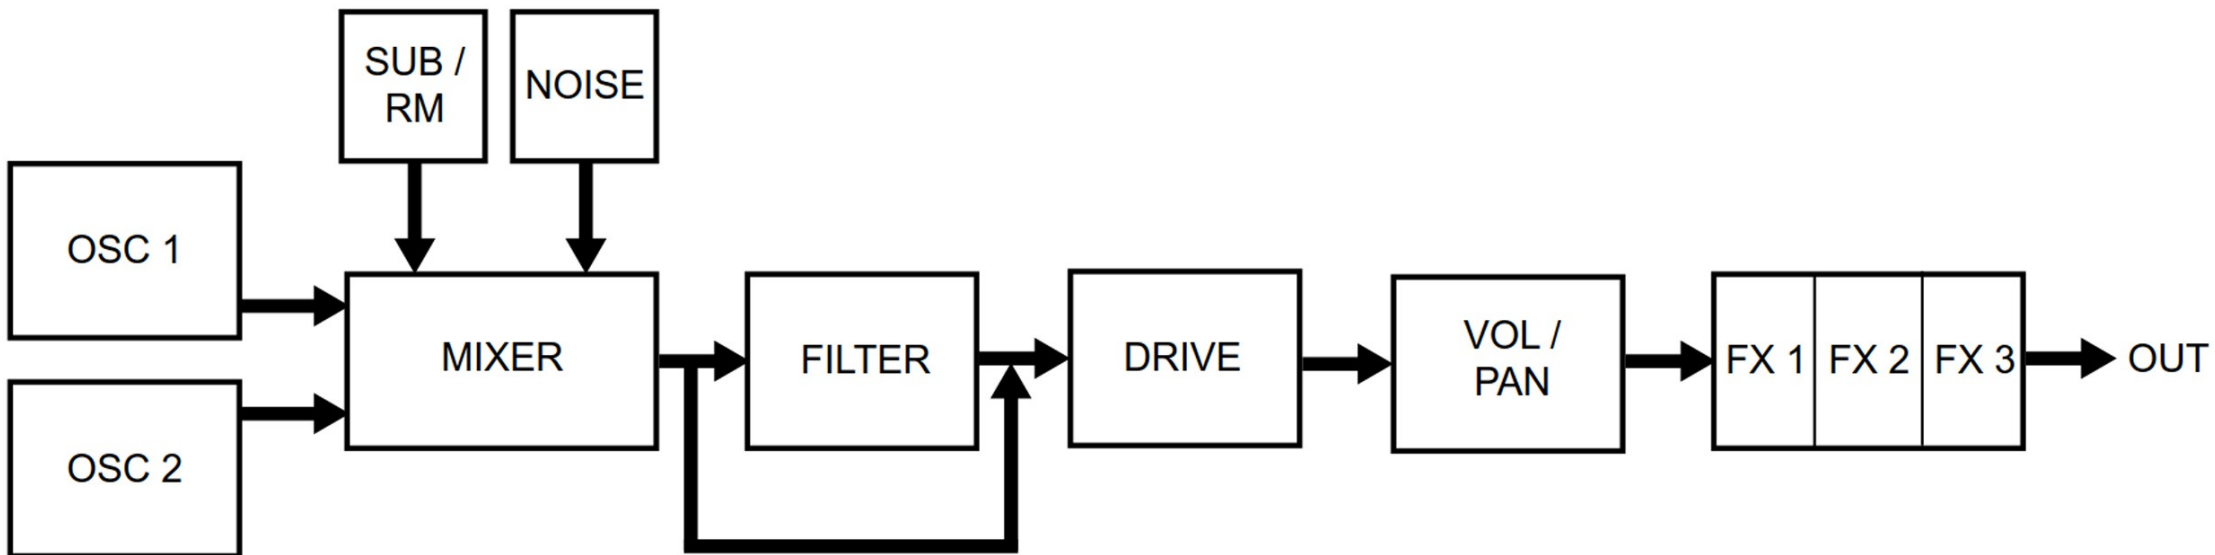 SUB /
RM
NOISE
OSC 1
OSC 2
MIXER
FILTER
DRIVE
VOL /
PAN
FX 1
FX 2
FX 3
OUT